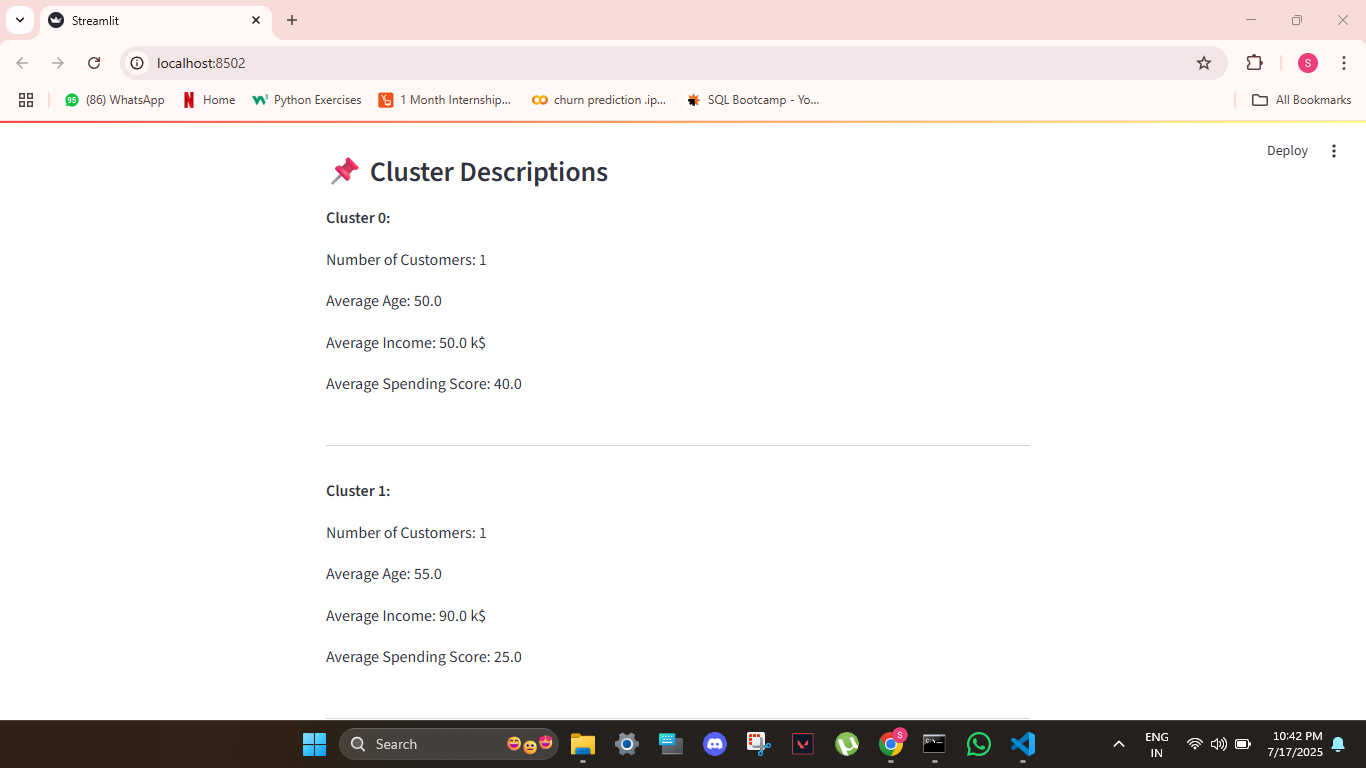 Streamlit
localhost:8502
S
95 (86) WhatsApp Home Python Exercises 1 Month Internship... churn prediction .ip... SQL Bootcamp - Yo... All Bookmarks
Deploy
📌 Cluster Descriptions
Cluster 0:
Number of Customers: 1
Average Age: 50.0
Average Income: 50.0 k$
Average Spending Score: 40.0
Cluster 1:
Number of Customers: 1
Average Age: 55.0
Average Income: 90.0 k$
Average Spending Score: 25.0
Search S ENG 10:42 PM
IN 7/17/2025